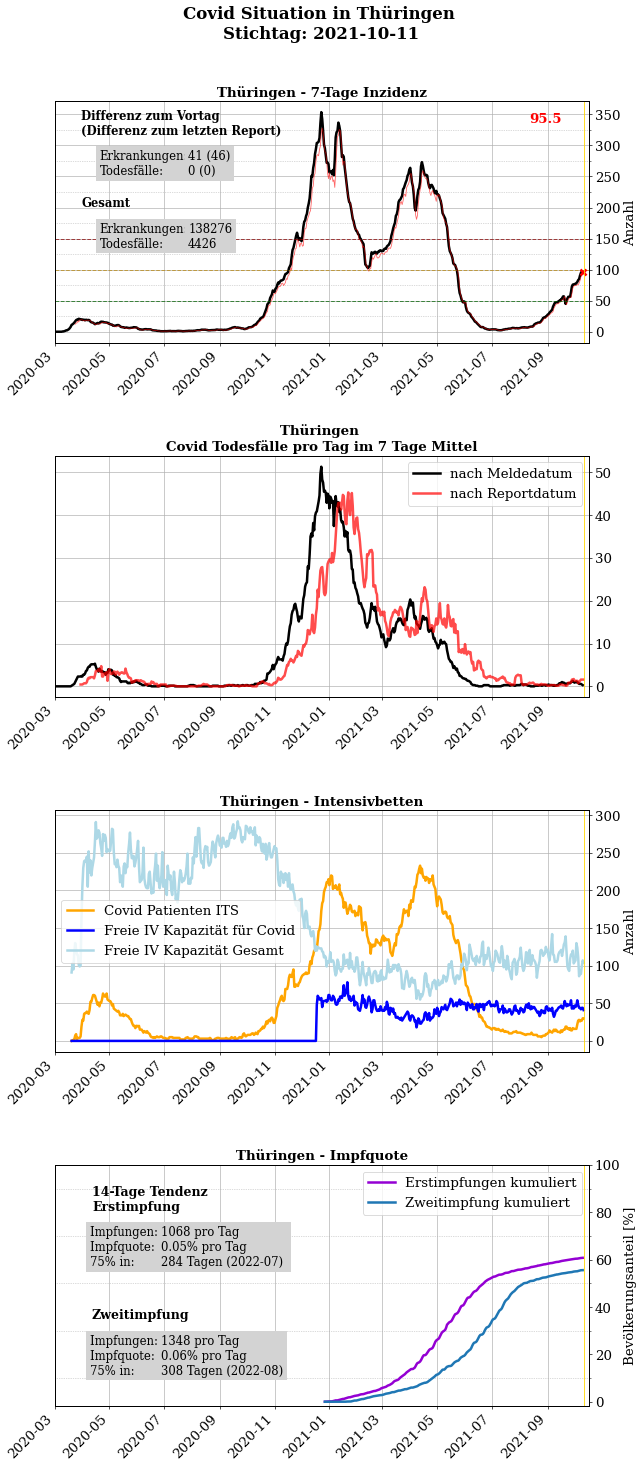 Covid Situation in Thüringen
Stichtag: 2021-10-11
Thüringen - 7-Tage Inzidenz
Differenz zum Vortag
(Differenz zum letzten Report)
Erkrankungen 41 (46)
Todesfälle: 0 (0)
Gesamt
Erkrankungen 138276
Todesfälle: 4426
95.5
350
300
250
200
150
100
50
0
Anzahl
2020-03 2020-05 2020-07 2020-09 2020-11 2021-01 2021-03 2021-05 2021-07 2021-09
Thüringen
Covid Todesfälle pro Tag im 7 Tage Mittel
nach Meldedatum
nach Reportdatum
50
40
30
20
10
0
2020-03 2020-05 2020-07 2020-09 2020-11 2021-01 2021-03 2021-05 2021-07 2021-09
Thüringen - Intensivbetten
Covid Patienten ITS
Freie IV Kapazität für Covid
Freie IV Kapazität Gesamt
300
250
200
150
100
50
0
Anzahl
2020-03 2020-05 2020-07 2020-09 2020-11 2021-01 2021-03 2021-05 2021-07 2021-09
Thüringen - Impfquote
14-Tage Tendenz
Erstimpfung
Impfungen: 1068 pro Tag
Impfquote: 0.05% pro Tag
75% in: 284 Tagen (2022-07)
Zweitimpfung
Impfungen: 1348 pro Tag
Impfquote: 0.06% pro Tag
75% in: 308 Tagen (2022-08)
Erstimpfungen kumuliert
Zweitimpfung kumuliert
100
80
60
40
20
0
Bevölkerungsanteil [%]
2020-03 2020-05 2020-07 2020-09 2020-11 2021-01 2021-03 2021-05 2021-07 2021-09